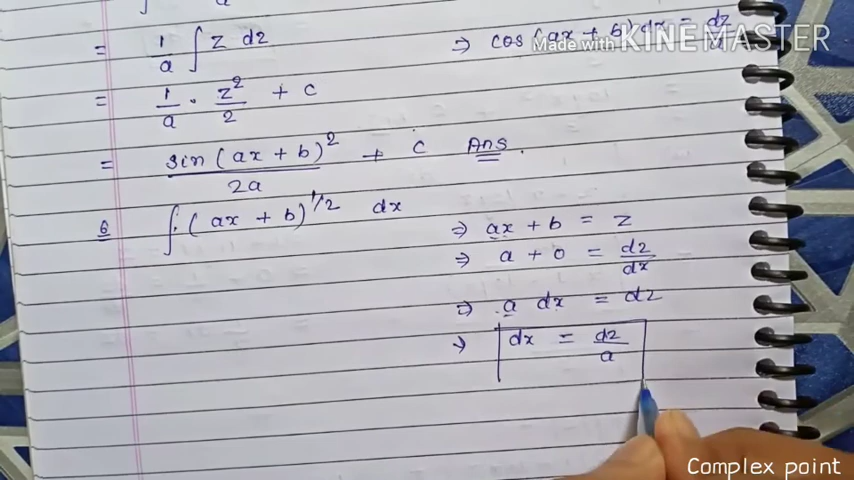 = 1/a ∫ z dz
⇒ cos(ax + b) dx = dz/a
Made with KINEMASTER
= 1/a · z²/2 + c
= sin(ax + b)²/2a + c Ans.
6 ∫(ax + b)^1/2 dx
⇒ ax + b = z
⇒ a + 0 = dz/dx
⇒ a dx = dz
⇒ dx = dz/a
Complex point